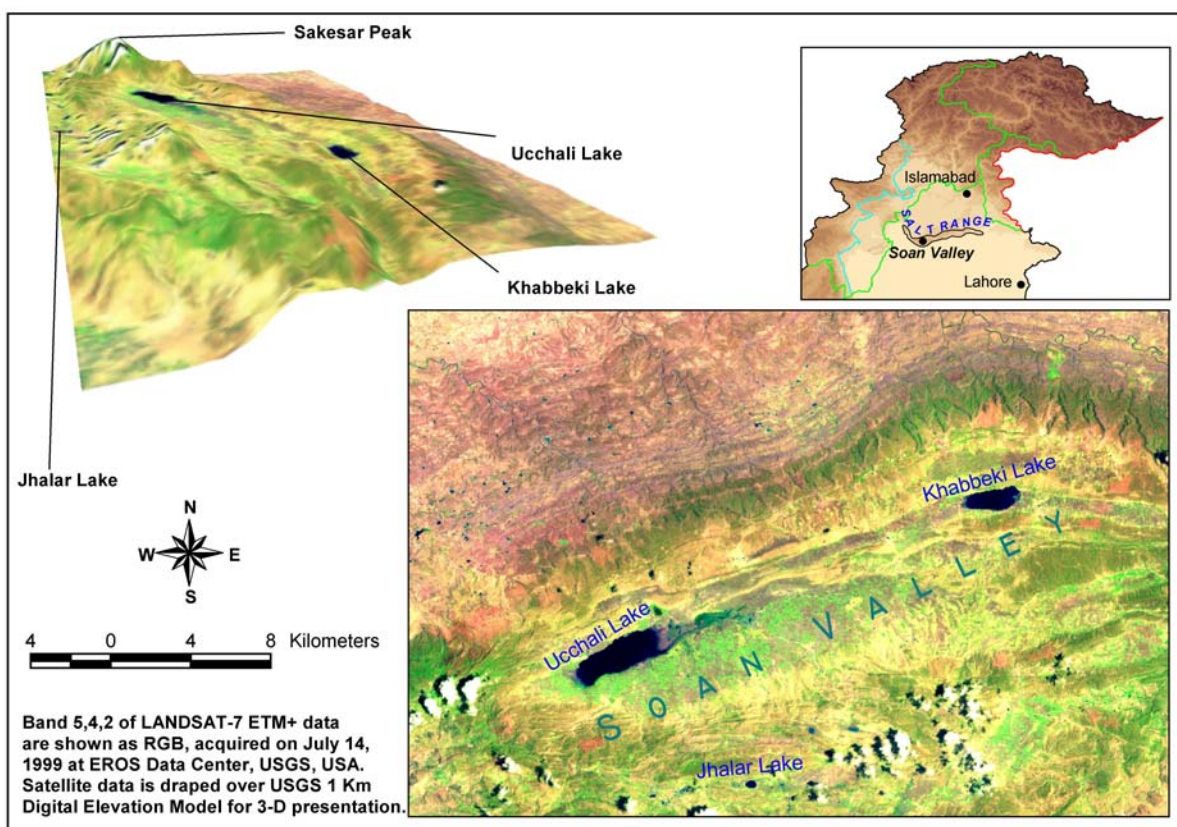 Sakesar Peak
Ucchali Lake
Khabbeki Lake
Jhalar Lake
Islamabad
SALT RANGE
Soan Valley
Lahore
N
W E
S
4 0 4 8 Kilometers
Band 5,4,2 of LANDSAT-7 ETM+ data
are shown as RGB, acquired on July 14,
1999 at EROS Data Center, USGS, USA.
Satellite data is draped over USGS 1 Km
Digital Elevation Model for 3-D presentation.
Khabbeki Lake
Ucchali Lake
SOAN VALLEY
Jhalar Lake